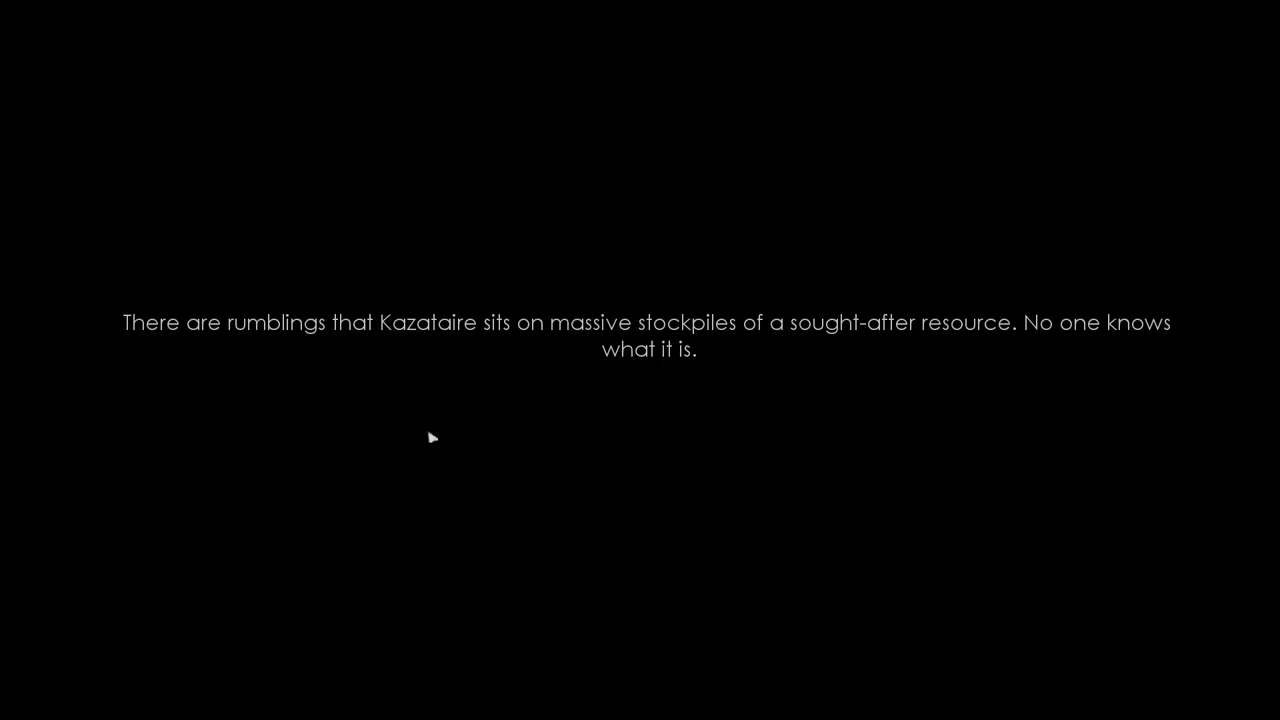 There are rumblings that Kazataire sits on massive stockpiles of a sought-after resource. No one knows
what it is.